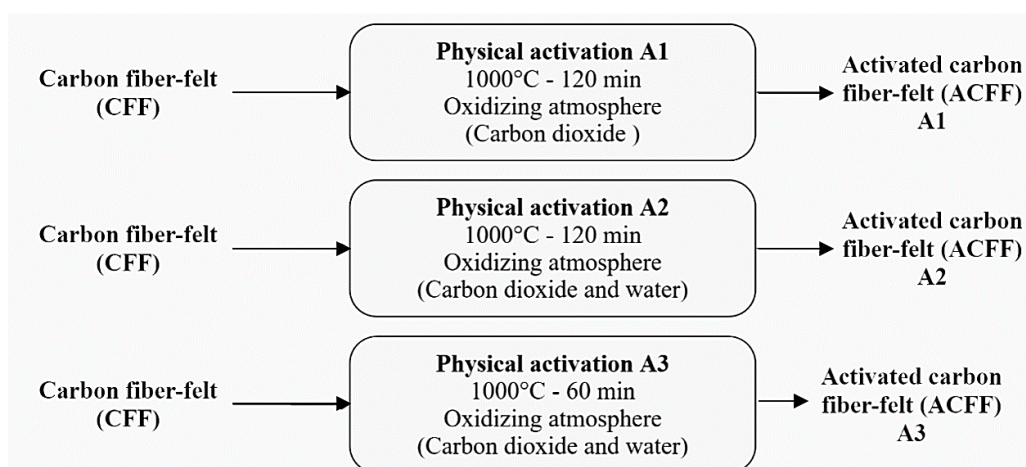 Carbon fiber-felt
(CFF)
Physical activation A1
1000°C - 120 min
Oxidizing atmosphere
(Carbon dioxide )
Activated carbon
fiber-felt (ACFF)
A1
Carbon fiber-felt
(CFF)
Physical activation A2
1000°C - 120 min
Oxidizing atmosphere
(Carbon dioxide and water)
Activated carbon
fiber-felt (ACFF)
A2
Carbon fiber-felt
(CFF)
Physical activation A3
1000°C - 60 min
Oxidizing atmosphere
(Carbon dioxide and water)
Activated carbon
fiber-felt (ACFF)
A3